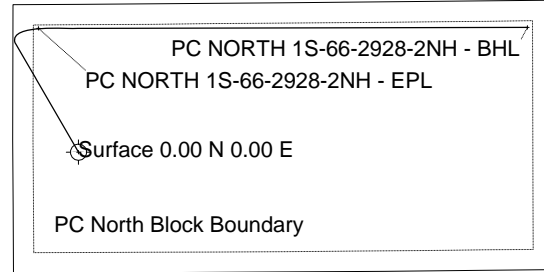 PC NORTH 1S-66-2928-2NH - BHL
PC NORTH 1S-66-2928-2NH - EPL
Surface 0.00 N 0.00 E
PC North Block Boundary